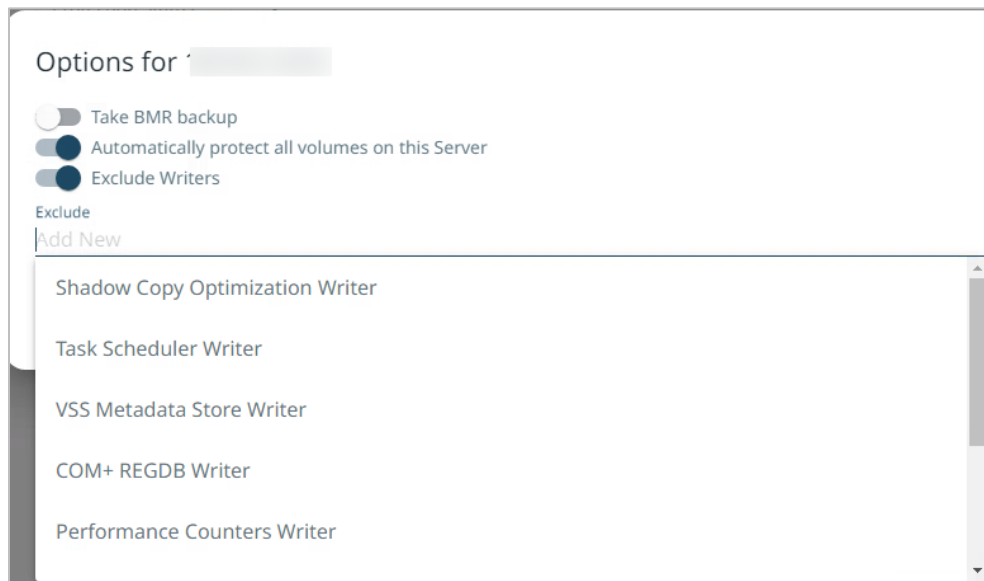 Options for
Take BMR backup
Automatically protect all volumes on this Server
Exclude Writers
Exclude
Add New
Shadow Copy Optimization Writer
Task Scheduler Writer
VSS Metadata Store Writer
COM+ REGDB Writer
Performance Counters Writer